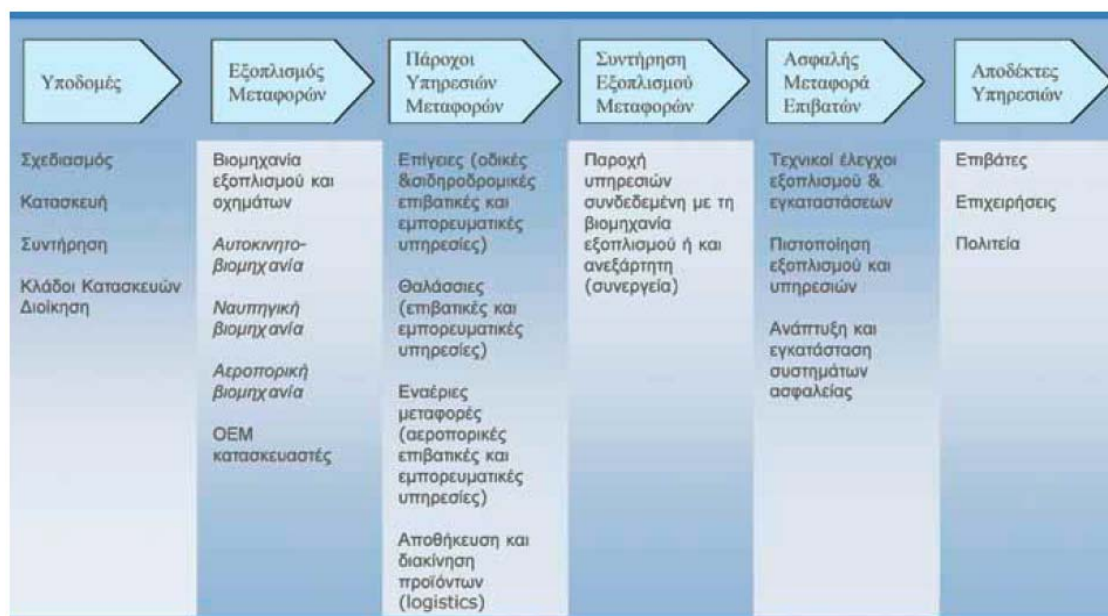 Υποδομές
Εξοπλισμός
Μεταφορών
Πάροχοι
Υπηρεσιών
Μεταφορών
Συντήρηση
Εξοπλισμού
Μεταφορών
Ασφαλής
Μεταφορά
Επιβατών
Αποδέκτες
Υπηρεσιών
Σχεδιασμός
Κατασκευή
Συντήρηση
Κλάδοι Κατασκευών
Διοίκηση
Βιομηχανία
εξοπλισμού και
οχημάτων
Αυτοκινητο-
βιομηχανία
Ναυπηγική
βιομηχανία
Αεροπορική
βιομηχανία
OEM
κατασκευαστές
Επίγειες (οδικές
&σιδηροδρομικές
επιβατικές και
εμπορευματικές
υπηρεσίες)
Θαλάσσιες
(επιβατικές και
εμπορευματικές
υπηρεσίες)
Εναέριες
μεταφορές
(αεροπορικές
επιβατικές και
εμπορευματικές
υπηρεσίες)
Αποθήκευση και
διακίνηση
προϊόντων
(logistics)
Παροχή
υπηρεσιών
συνδεδεμένη με τη
βιομηχανία
εξοπλισμού ή και
ανεξάρτητη
(συνεργεία)
Τεχνικοί έλεγχοι
εξοπλισμού &
εγκαταστάσεων
Πιστοποίηση
εξοπλισμού και
υπηρεσιών
Ανάπτυξη και
εγκατάσταση
συστημάτων
ασφαλείας
Επιβάτες
Επιχειρήσεις
Πολιτεία